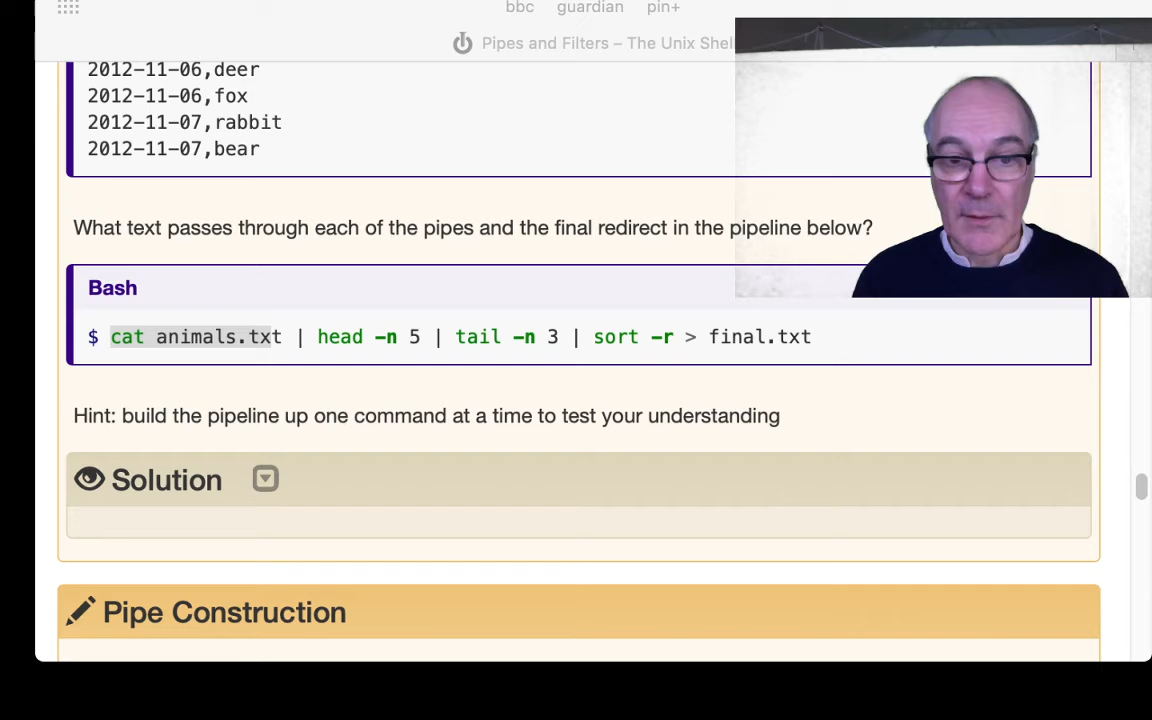 bbc guardian pin+
Pipes and Filters – The Unix Shel
2012-11-06,deer
2012-11-06,fox
2012-11-07,rabbit
2012-11-07,bear
What text passes through each of the pipes and the final redirect in the pipeline below?
Bash
$ cat animals.txt | head -n 5 | tail -n 3 | sort -r > final.txt
Hint: build the pipeline up one command at a time to test your understanding
Solution
Pipe Construction